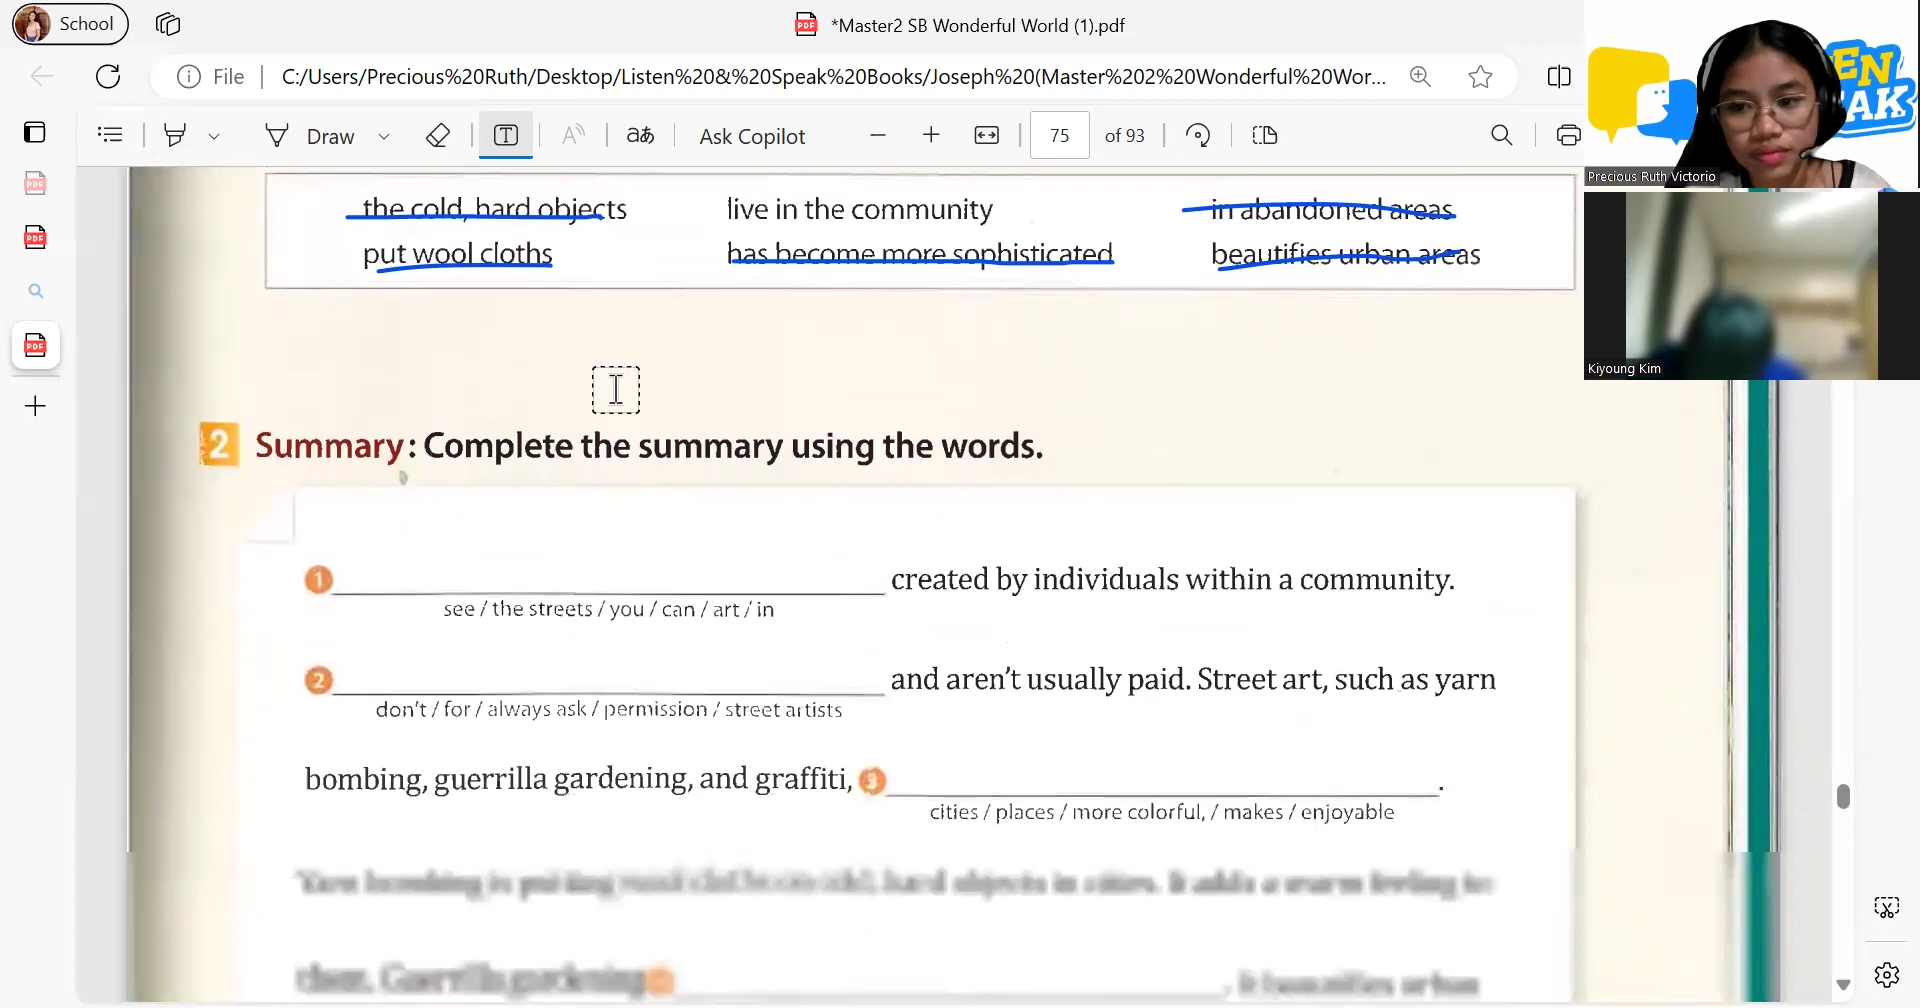 School
*Master2 SB Wonderful World (1).pdf
File
C:/Users/Precious%20Ruth/Desktop/Listen%20&%20Speak%20Books/Joseph%20(Master%202%20Wonderful%20Wor...
Draw
Ask Copilot
75
of 93
EN
EAK
Precious Ruth Victorio
Kiyoung Kim
the cold, hard objects live in the community in abandoned areas
put wool cloths has become more sophisticated beautifies urban areas
2 Summary: Complete the summary using the words.
1 created by individuals within a community.
see / the streets / you / can / art / in
2 and aren't usually paid. Street art, such as yarn
don't / for / always ask / permission / street artists
bombing, guerrilla gardening, and graffiti, 3 .
cities / places / more colorful, / makes / enjoyable